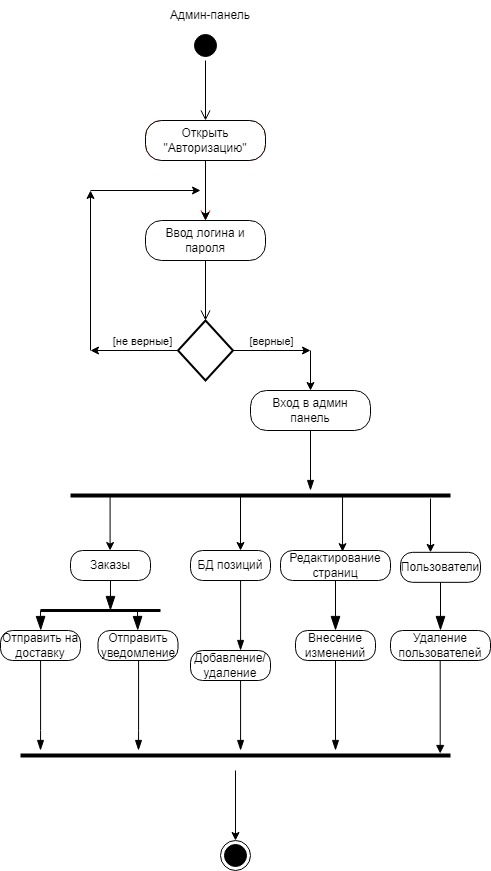 Админ-панель
Открыть
"Авторизацию"
Ввод логина и
пароля
[не верные]
[верные]
Вход в админ
панель
Заказы
БД позиций
Редактирование
страниц
Пользователи
Отправить на
доставку
Отправить
уведомление
Добавление/
удаление
Внесение
изменений
Удаление
пользователей